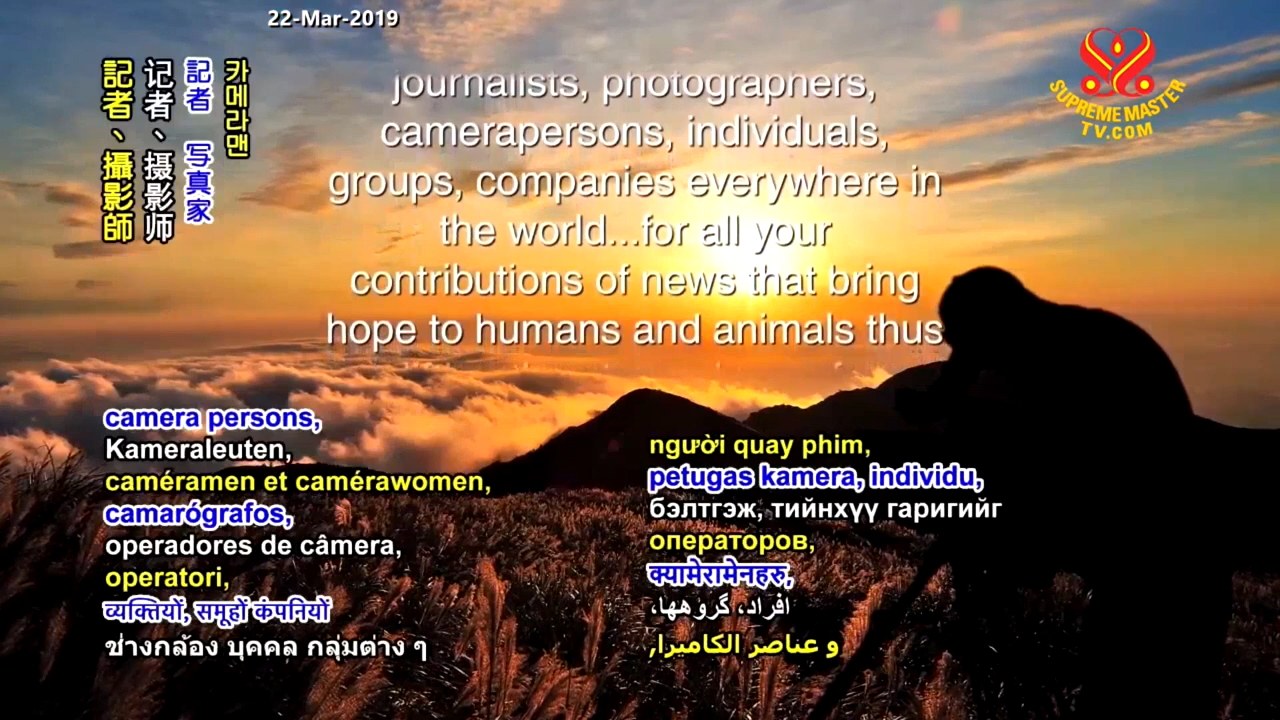 22-Mar-2019
카메라맨
記者 写真家
记者、摄影师
記者、攝影師
SUPREME MASTER
TV.COM
journalists, photographers,
camerapersons, individuals,
groups, companies everywhere in
the world...for all your
contributions of news that bring
hope to humans and animals thus
camera persons,
Kameraleuten,
caméramen et camérawomen,
camarógrafos,
operadores de câmera,
operatori,
व्यक्तियों, समूहों कंपनियों
ช่างกล้อง บุคคล กลุ่มต่าง ๆ
người quay phim,
petugas kamera, individu,
бэлтгэж, тийнхүү гаригийг
операторов,
क्यामेरामेनहरु,
افراد، گروهها،
و عناصر الكاميرا,